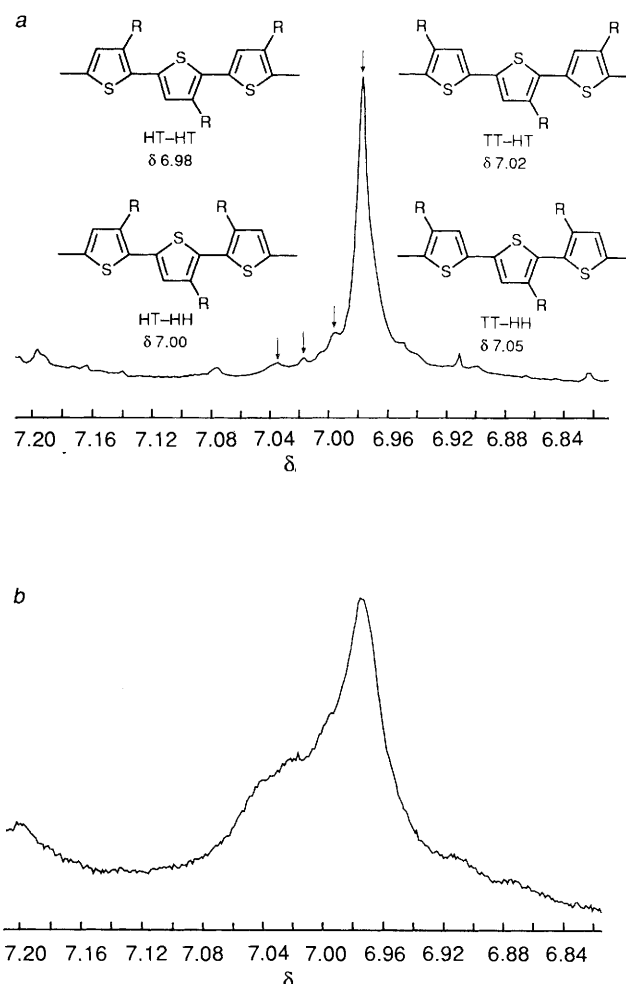 a
R R R R
S S S S S S
R R
HT–HT TT–HT
δ 6.98 δ 7.02
R R R R
S S S S S S
R R
HT–HH TT–HH
δ 7.00 δ 7.05
7.20 7.16 7.12 7.08 7.04 7.00 6.96 6.92 6.88 6.84
δ
b
7.20 7.16 7.12 7.08 7.04 7.00 6.96 6.92 6.88 6.84
δ